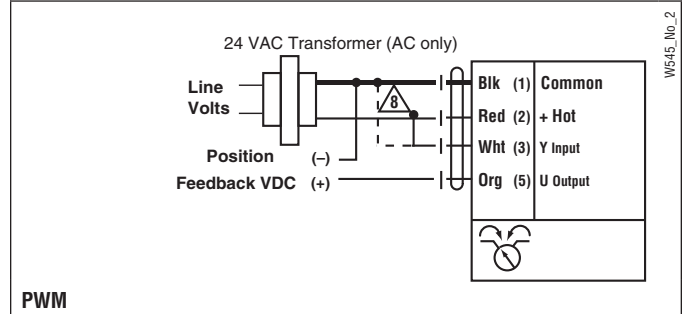 24 VAC Transformer (AC only)
W545_No_2
Line
Volts
8
Blk (1) Common
Red (2) + Hot
Wht (3) Y Input
Org (5) U Output
Position (–)
Feedback VDC (+)
PWM